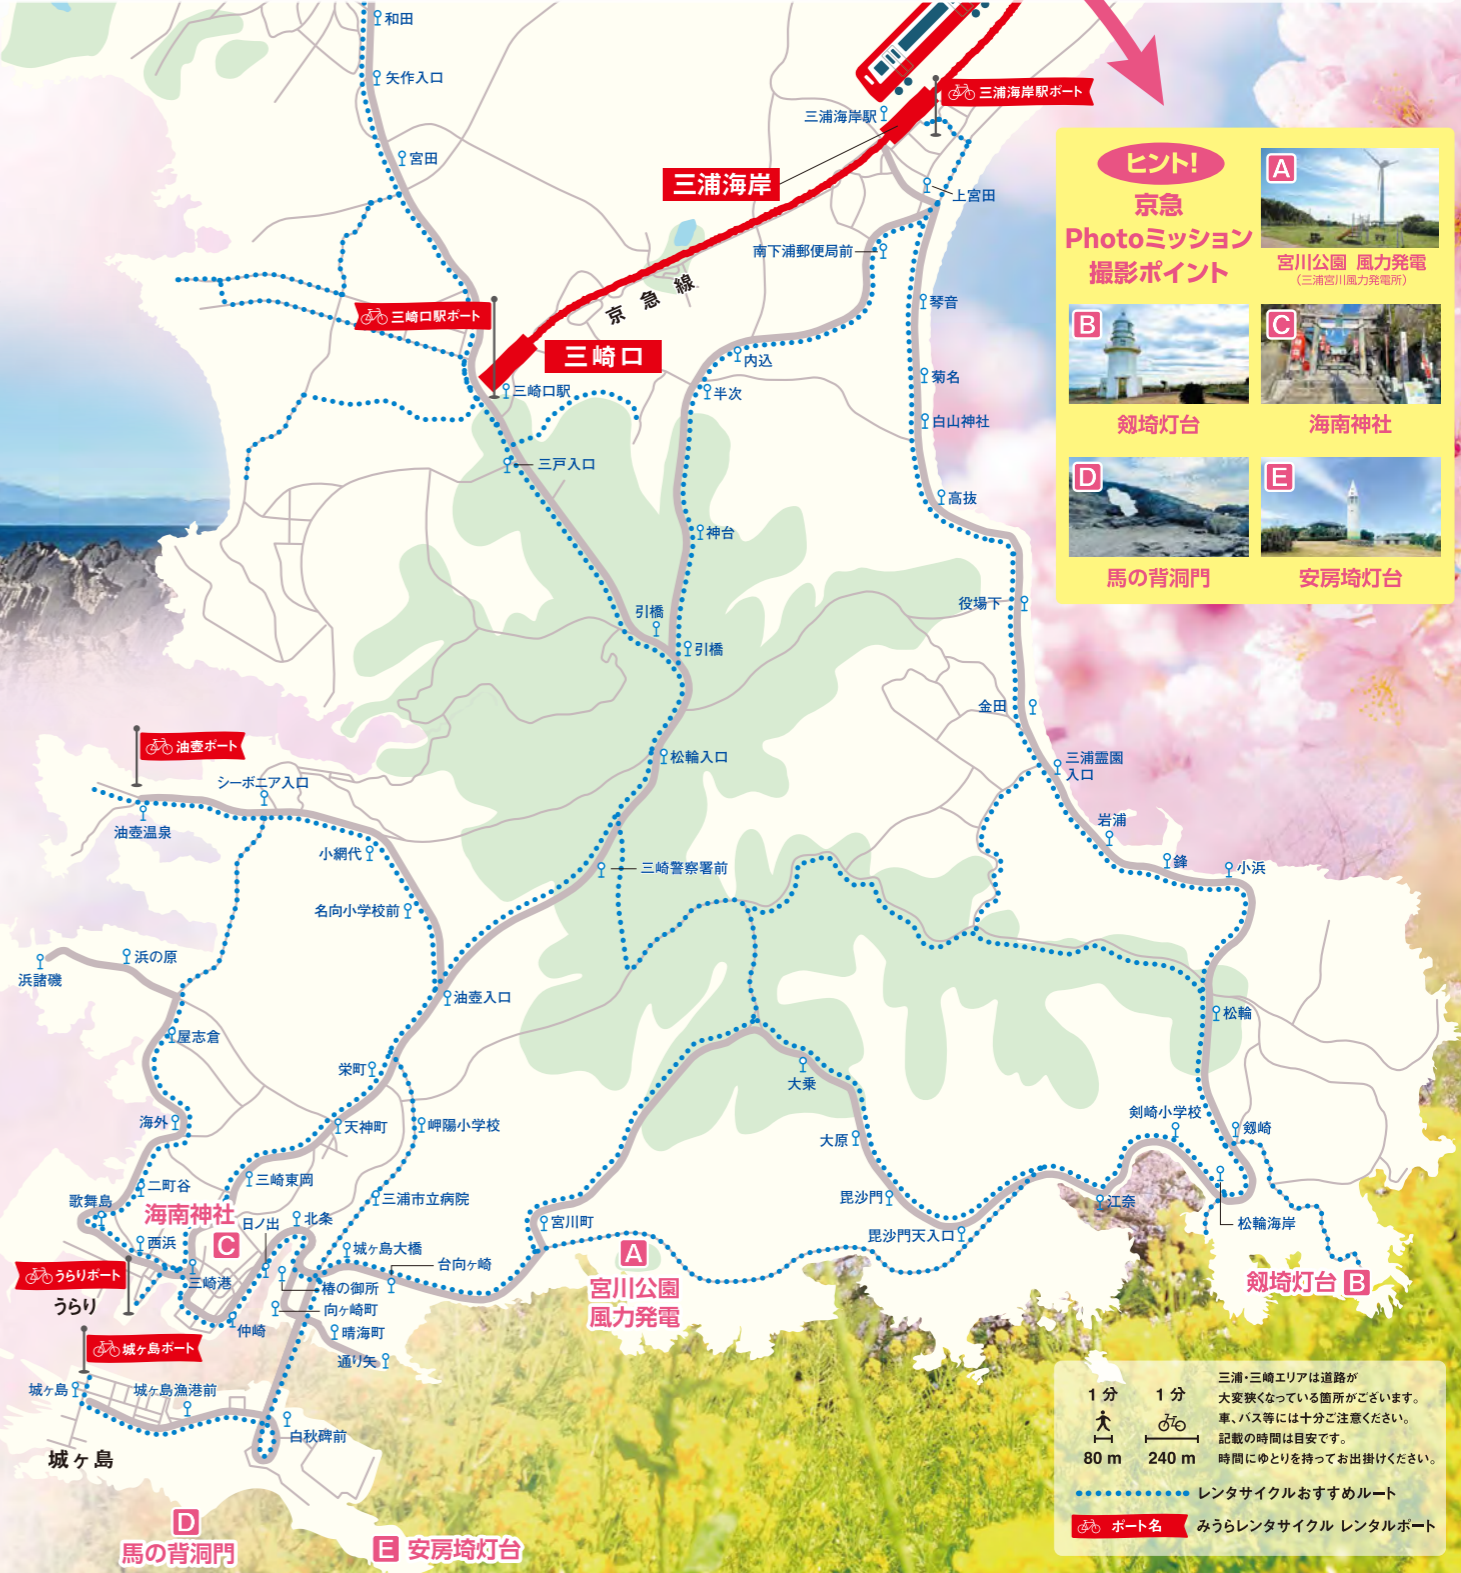 和田
矢作入口
宮田
三浦海岸駅
三浦海岸駅ポート
三浦海岸
上宮田
南下浦郵便局前
京急線
三崎口駅ポート
三崎口
三崎口駅
琴音
内込
半次
菊名
白山神社
三戸入口
高抜
神台
引橋
引橋
役場下
金田
松輪入口
三浦霊園
入口
岩浦
鋒
小浜
油壺ポート
シーボニア入口
油壺温泉
小網代
三崎警察署前
名向小学校前
浜の原
浜諸磯
油壺入口
屋志倉
松輪
栄町
大乗
海外
天神町
岬陽小学校
大原
剣崎小学校
剱崎
三崎東岡
二町谷
歌舞島
三浦市立病院
毘沙門
江奈
海南神社
C
日ノ出
北条
宮川町
毘沙門天入口
松輪海岸
西浜
城ヶ島大橋
台向ヶ崎
A
宮川公園
風力発電
剱埼灯台 B
うらりポート
うらり
三崎港
椿の御所
向ヶ崎町
仲崎
晴海町
通り矢
城ヶ島ポート
城ヶ島
城ヶ島漁港前
白秋碑前
城ヶ島
D
馬の背洞門
E 安房埼灯台
ヒント!
京急
Photoミッション
撮影ポイント
A
宮川公園 風力発電
（三浦宮川風力発電所）
B
剱埼灯台
C
海南神社
D
馬の背洞門
E
安房埼灯台
1 分
80 m
1 分
240 m
三浦・三崎エリアは道路が
大変狭くなっている箇所がございます。
車、バス等には十分ご注意ください。
記載の時間は目安です。
時間にゆとりを持ってお出掛けください。
レンタサイクルおすすめルート
ポート名
みうらレンタサイクル レンタルポート